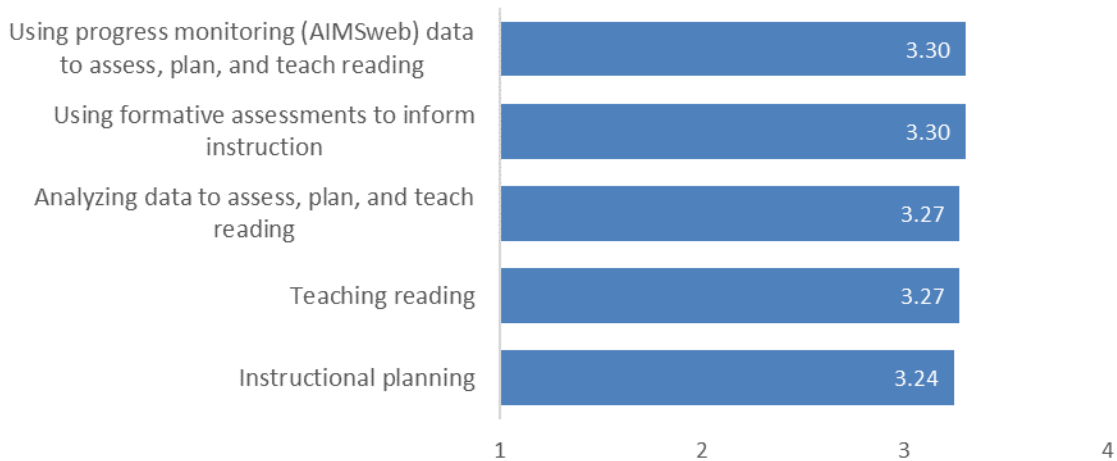 Using progress monitoring (AIMSweb) data
to assess, plan, and teach reading
3.30
Using formative assessments to inform
instruction
3.30
Analyzing data to assess, plan, and teach
reading
3.27
Teaching reading
3.27
Instructional planning
3.24
1 2 3 4